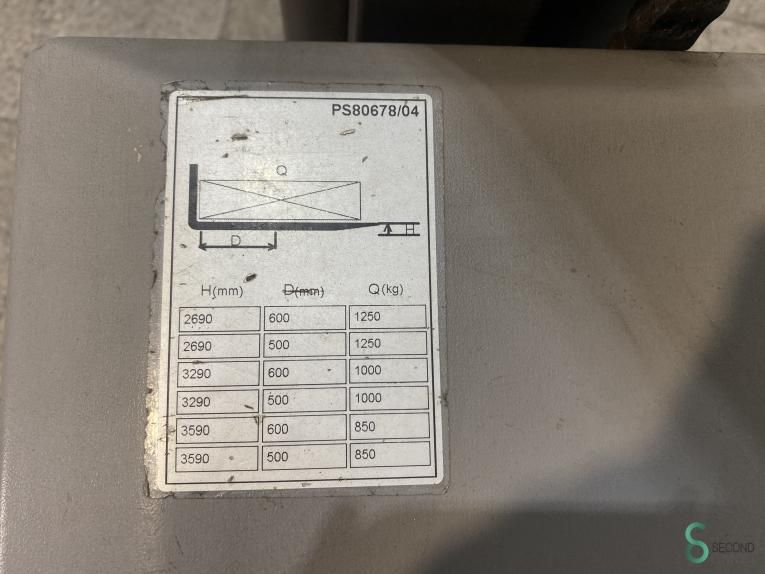 PS80678/04
Q
H
D
H(mm) D(mm) Q(kg)
2690 600 1250
2690 500 1250
3290 600 1000
3290 500 1000
3590 600 850
3590 500 850
SECOND